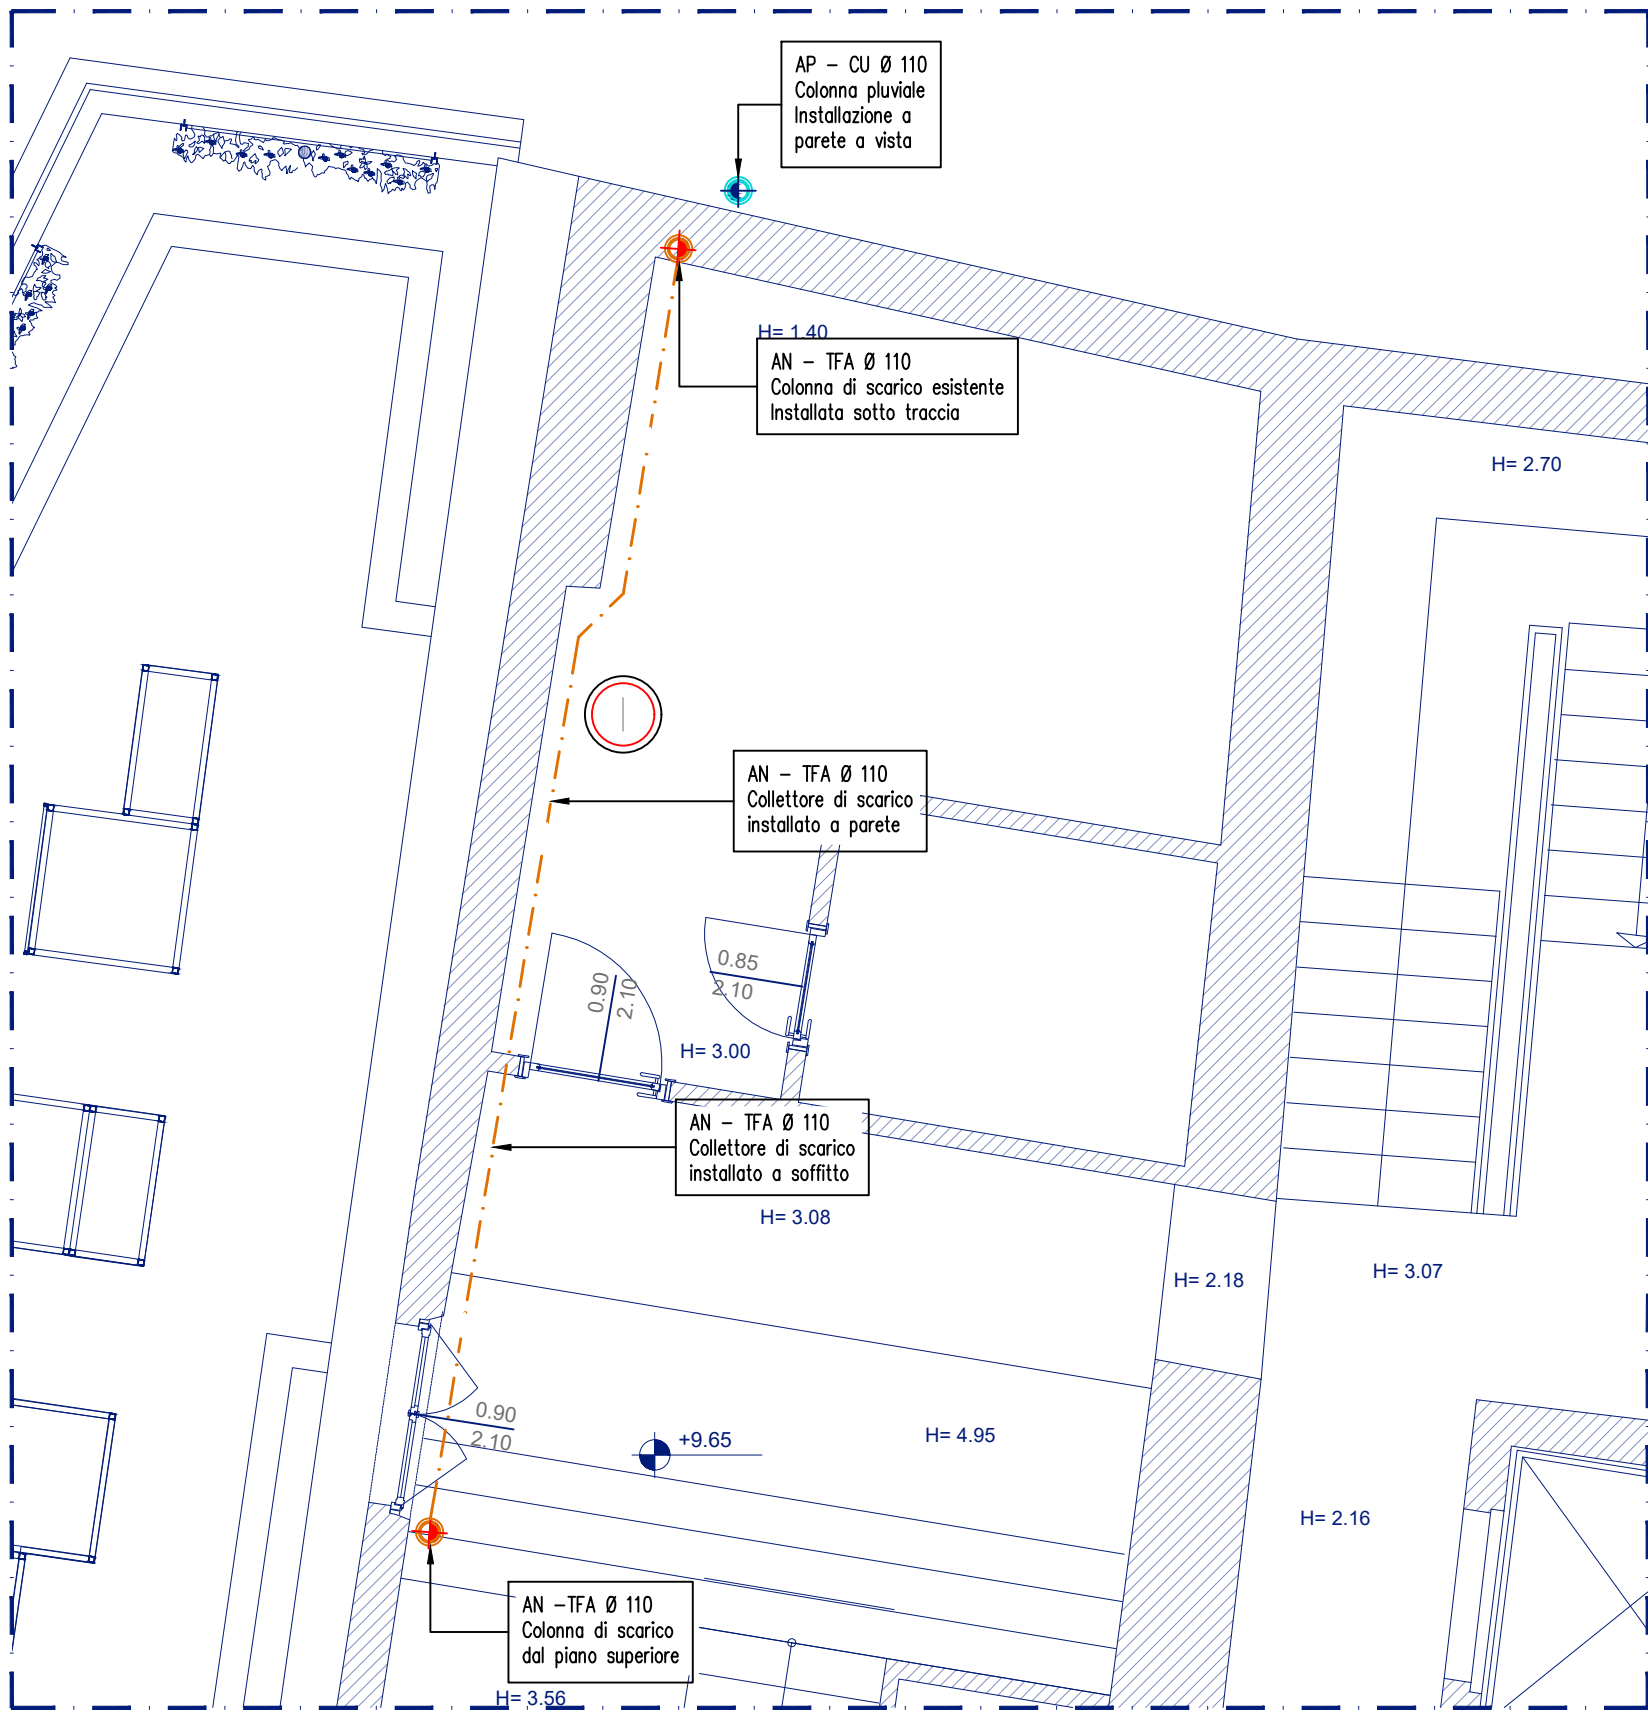 AP - CU Ø 110
Colonna pluviale
Installazione a
parete a vista
H= 1.40
AN - TFA Ø 110
Colonna di scarico esistente
Installata sotto traccia
H= 2.70
AN - TFA Ø 110
Collettore di scarico
installato a parete
0.85
2.10
0.90
2.10
H= 3.00
AN - TFA Ø 110
Collettore di scarico
installato a soffitto
H= 3.08
H= 2.18
H= 3.07
0.90
2.10
+9.65
H= 4.95
H= 2.16
AN -TFA Ø 110
Colonna di scarico
dal piano superiore
H= 3.56